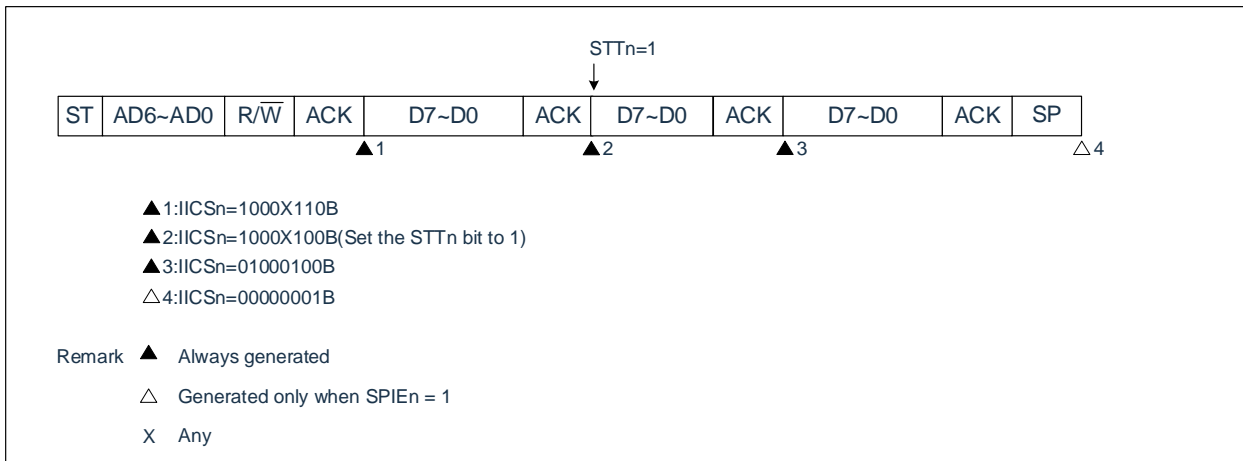 STTn=1
ST AD6~AD0 R/W̅ ACK D7~D0 ACK D7~D0 ACK D7~D0 ACK SP
▲1 ▲2 ▲3 △4
▲1:IICSn=1000X110B
▲2:IICSn=1000X100B(Set the STTn bit to 1)
▲3:IICSn=01000100B
△4:IICSn=00000001B
Remark ▲ Always generated
△ Generated only when SPIEn = 1
X Any